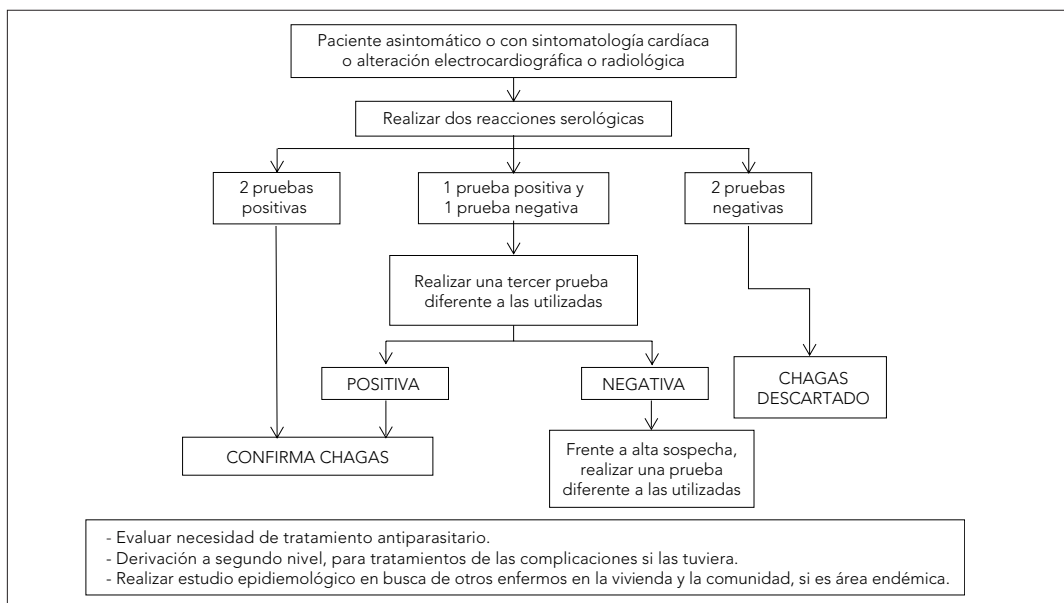 Paciente asintomático o con sintomatología cardíaca
o alteración electrocardiográfica o radiológica
Realizar dos reacciones serológicas
2 pruebas
positivas
1 prueba positiva y
1 prueba negativa
2 pruebas
negativas
Realizar una tercer prueba
diferente a las utilizadas
POSITIVA
NEGATIVA
CHAGAS
DESCARTADO
CONFIRMA CHAGAS
Frente a alta sospecha,
realizar una prueba
diferente a las utilizadas
- Evaluar necesidad de tratamiento antiparasitario.
- Derivación a segundo nivel, para tratamientos de las complicaciones si las tuviera.
- Realizar estudio epidemiológico en busca de otros enfermos en la vivienda y la comunidad, si es área endémica.